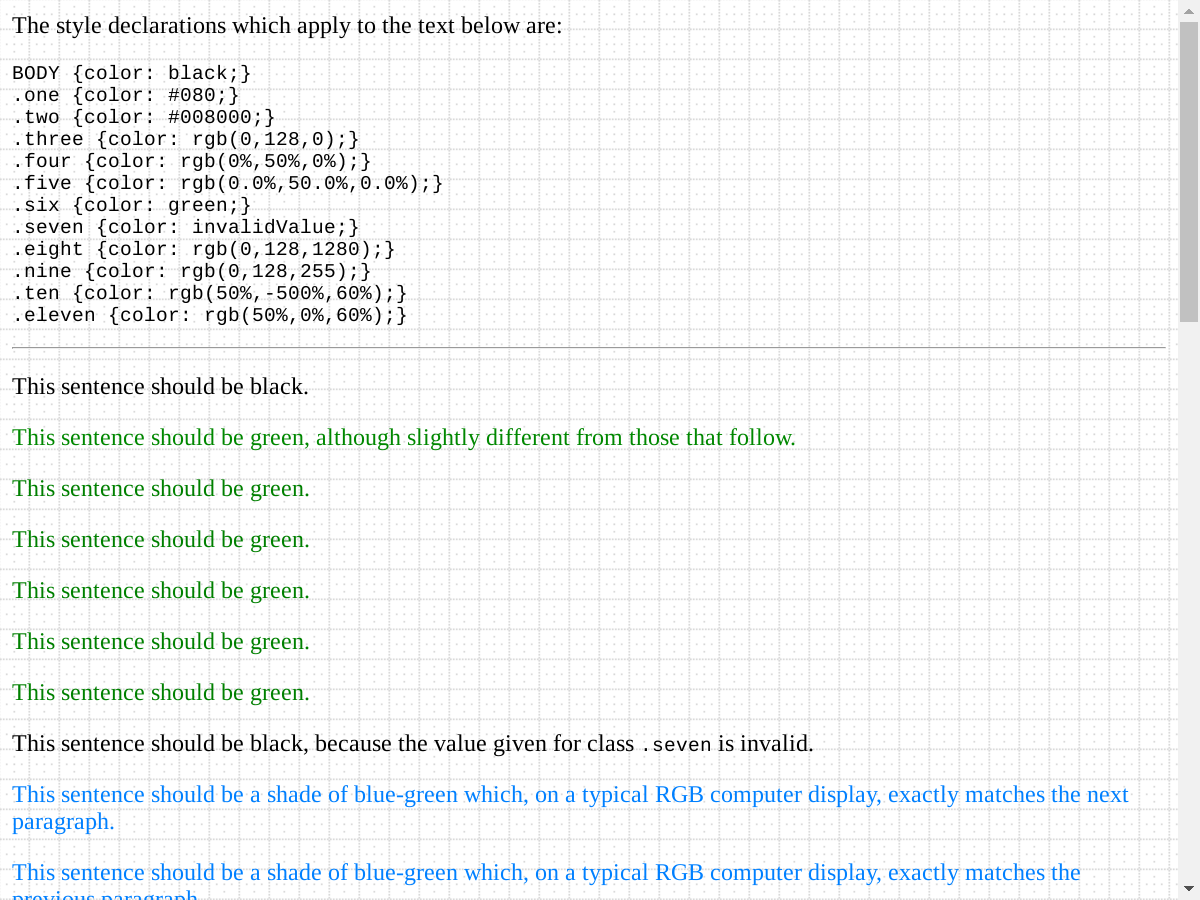 The style declarations which apply to the text below are:
BODY {color: black;}
.one {color: #080;}
.two {color: #008000;}
.three {color: rgb(0,128,0);}
.four {color: rgb(0%,50%,0%);}
.five {color: rgb(0.0%,50.0%,0.0%);}
.six {color: green;}
.seven {color: invalidValue;}
.eight {color: rgb(0,128,1280);}
.nine {color: rgb(0,128,255);}
.ten {color: rgb(50%,-500%,60%);}
.eleven {color: rgb(50%,0%,60%);}
This sentence should be black.
This sentence should be green, although slightly different from those that follow.
This sentence should be green.
This sentence should be green.
This sentence should be green.
This sentence should be green.
This sentence should be green.
This sentence should be black, because the value given for class .seven is invalid.
This sentence should be a shade of blue-green which, on a typical RGB computer display, exactly matches the next
paragraph.
This sentence should be a shade of blue-green which, on a typical RGB computer display, exactly matches the
previous paragraph.